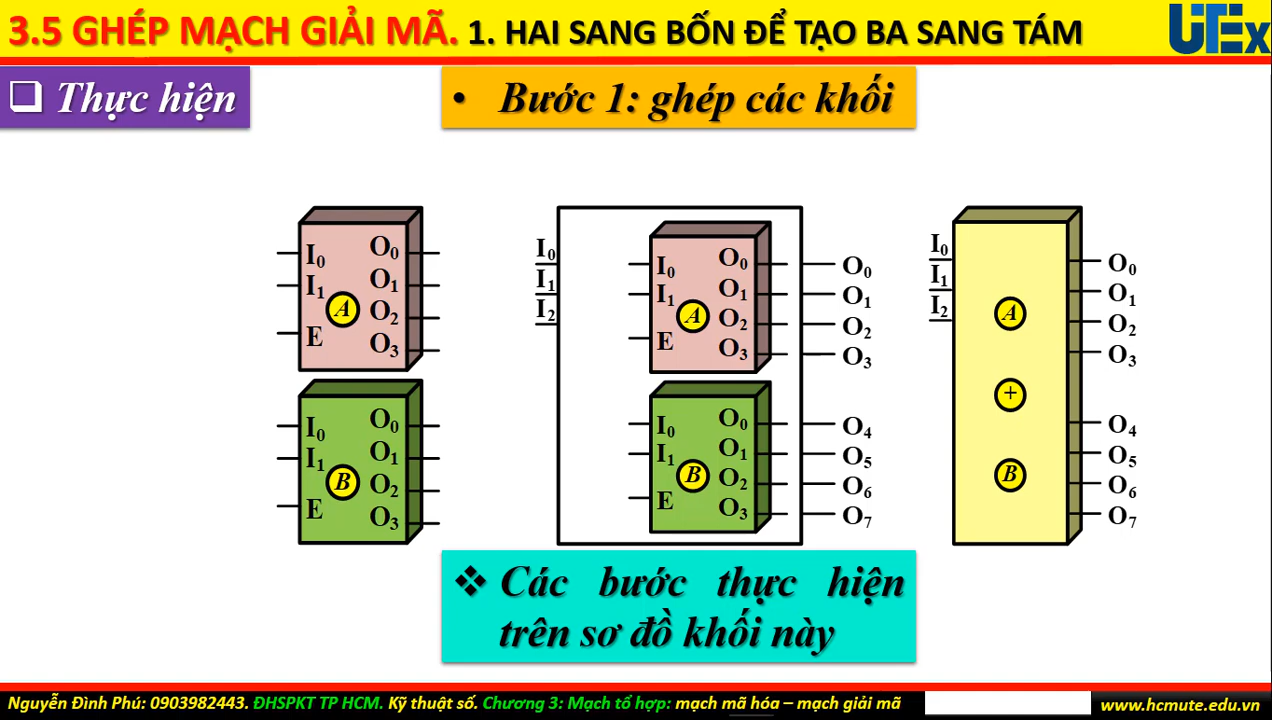 3.5 GHÉP MẠCH GIẢI MÃ. 1. HAI SANG BỐN ĐỂ TẠO BA SANG TÁM
UTEx
❑ Thực hiện
• Bước 1: ghép các khối
I₀ O₀
I₁ O₁
A O₂
E O₃
I₀ O₀
I₁ O₁
B O₂
E O₃
I₀
I₁
I₂
I₀ O₀
I₁ O₁
A O₂
E O₃
I₀ O₀
I₁ O₁
B O₂
E O₃
O₀
O₁
O₂
O₃
O₄
O₅
O₆
O₇
I₀
I₁
I₂
A
+
B
O₀
O₁
O₂
O₃
O₄
O₅
O₆
O₇
❖ Các bước thực hiện
trên sơ đồ khối này
Nguyễn Đình Phú: 0903982443. ĐHSPKT TP HCM. Kỹ thuật số. Chương 3: Mạch tổ hợp: mạch mã hóa – mạch giải mã
www.hcmute.edu.vn